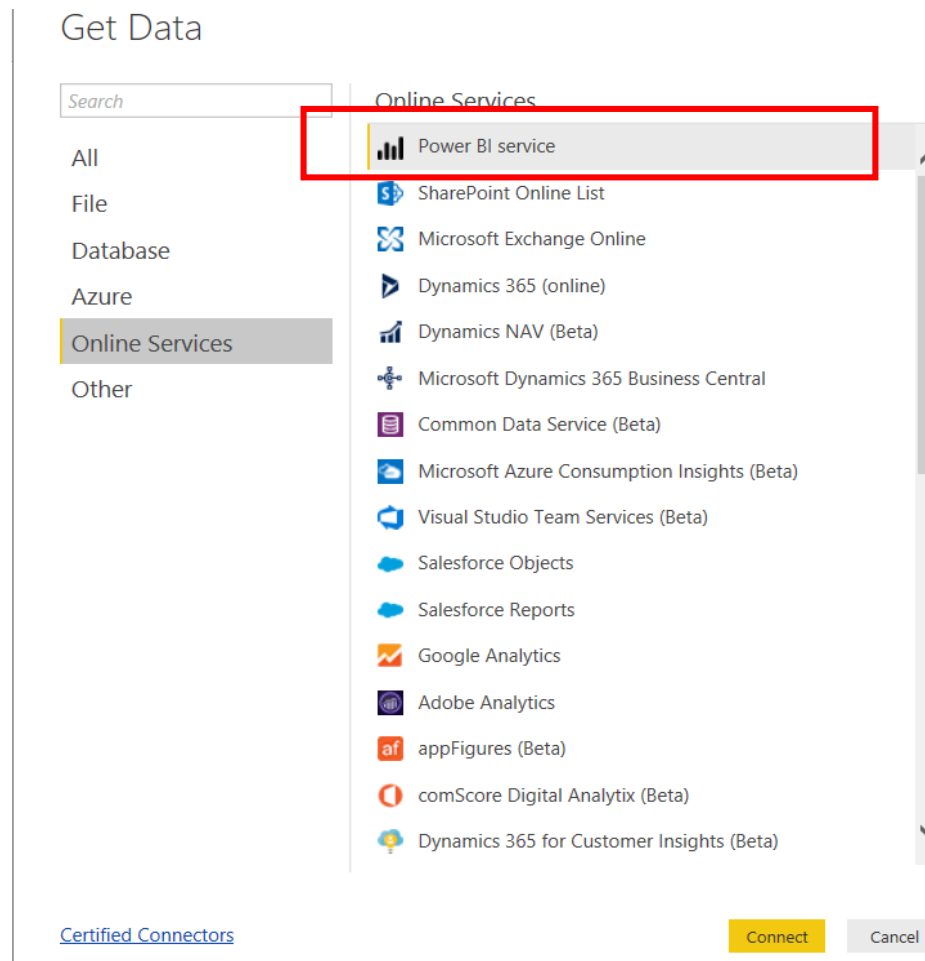 Get Data
Search
All
File
Database
Azure
Online Services
Other
Online Services
Power BI service
SharePoint Online List
Microsoft Exchange Online
Dynamics 365 (online)
Dynamics NAV (Beta)
Microsoft Dynamics 365 Business Central
Common Data Service (Beta)
Microsoft Azure Consumption Insights (Beta)
Visual Studio Team Services (Beta)
Salesforce Objects
Salesforce Reports
Google Analytics
Adobe Analytics
af appFigures (Beta)
comScore Digital Analytix (Beta)
Dynamics 365 for Customer Insights (Beta)
Certified Connectors
Connect Cancel